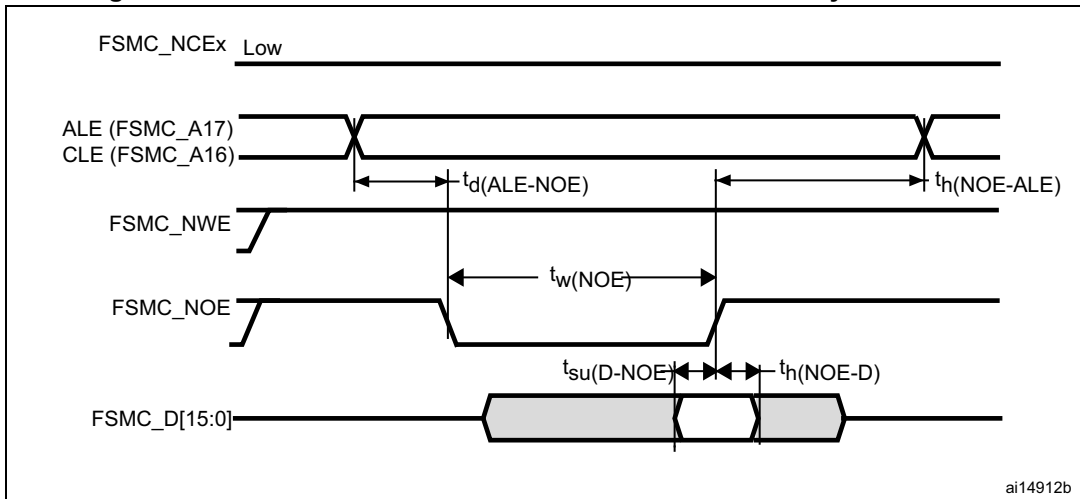 FSMC_NCEx Low
ALE (FSMC_A17)
CLE (FSMC_A16)
td(ALE-NOE)
th(NOE-ALE)
FSMC_NWE
tw(NOE)
FSMC_NOE
tsu(D-NOE)
th(NOE-D)
FSMC_D[15:0]
ai14912b